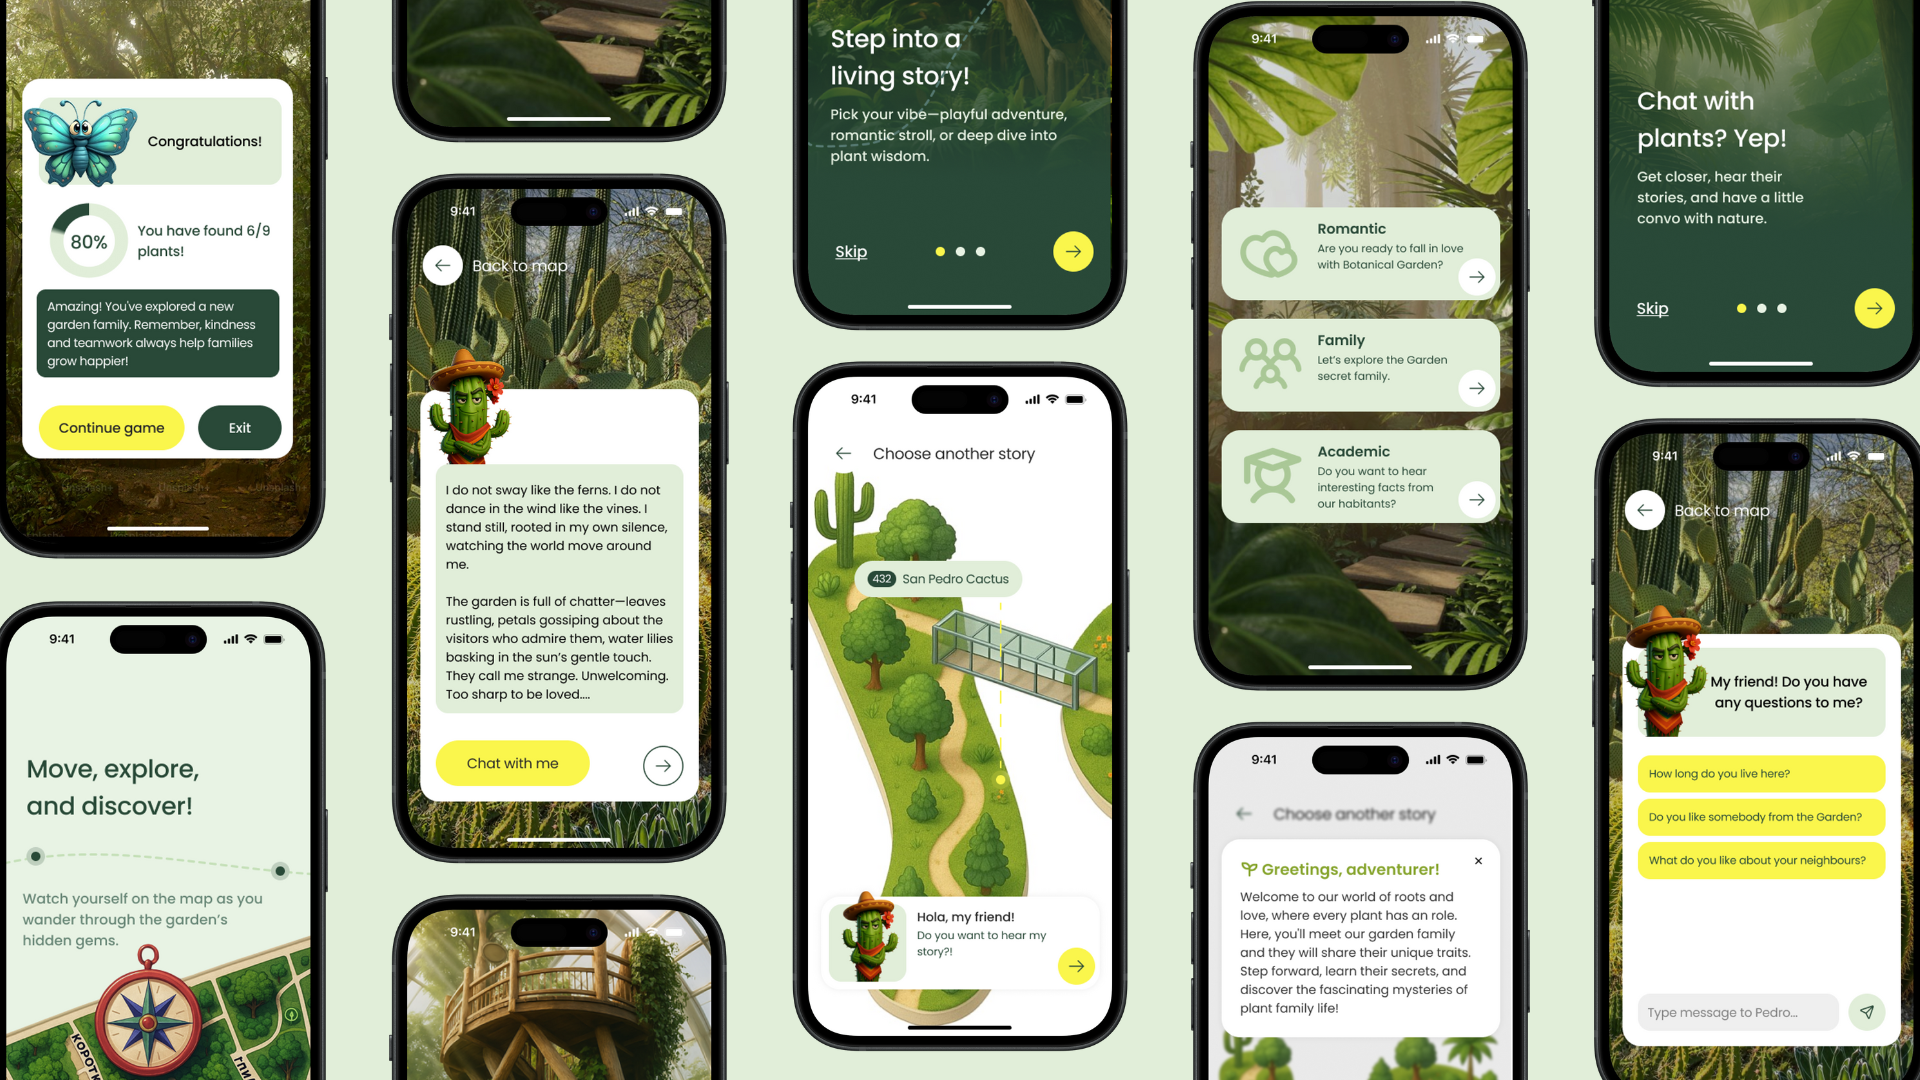 Congratulations!
80%
You have found 6/9
plants!
Amazing! You've explored a new
garden family. Remember, kindness
and teamwork always help families
grow happier!
Continue game
Exit
9:41
Move, explore,
and discover!
Watch yourself on the map as you
wander through the garden's
hidden gems.
9:41
Back to map
I do not sway like the ferns. I do not
dance in the wind like the vines. I
stand still, rooted in my own silence,
watching the world move around
me.
The garden is full of chatter—leaves
rustling, petals gossiping about the
visitors who admire them, water lilies
basking in the sun's gentle touch.
They call me strange. Unwelcoming.
Too sharp to be loved....
Chat with me
9:41
Step into a
living story!
Pick your vibe—playful adventure,
romantic stroll, or deep dive into
plant wisdom.
Skip
9:41
Choose another story
432 San Pedro Cactus
Hola, my friend!
Do you want to hear my
story?!
9:41
Romantic
Are you ready to fall in love
with Botanical Garden?
Family
Let's explore the Garden
secret family.
Academic
Do you want to hear
interesting facts from
our habitants?
9:41
Choose another story
Greetings, adventurer!
Welcome to our world of roots and
love, where every plant has an role.
Here, you'll meet our garden family
and they will share their unique traits.
Step forward, learn their secrets, and
discover the fascinating mysteries of
plant family life!
Chat with
plants? Yep!
Get closer, hear their
stories, and have a little
convo with nature.
Skip
9:41
Back to map
My friend! Do you have
any questions to me?
How long do you live here?
Do you like somebody from the Garden?
What do you like about your neighbours?
Type message to Pedro...